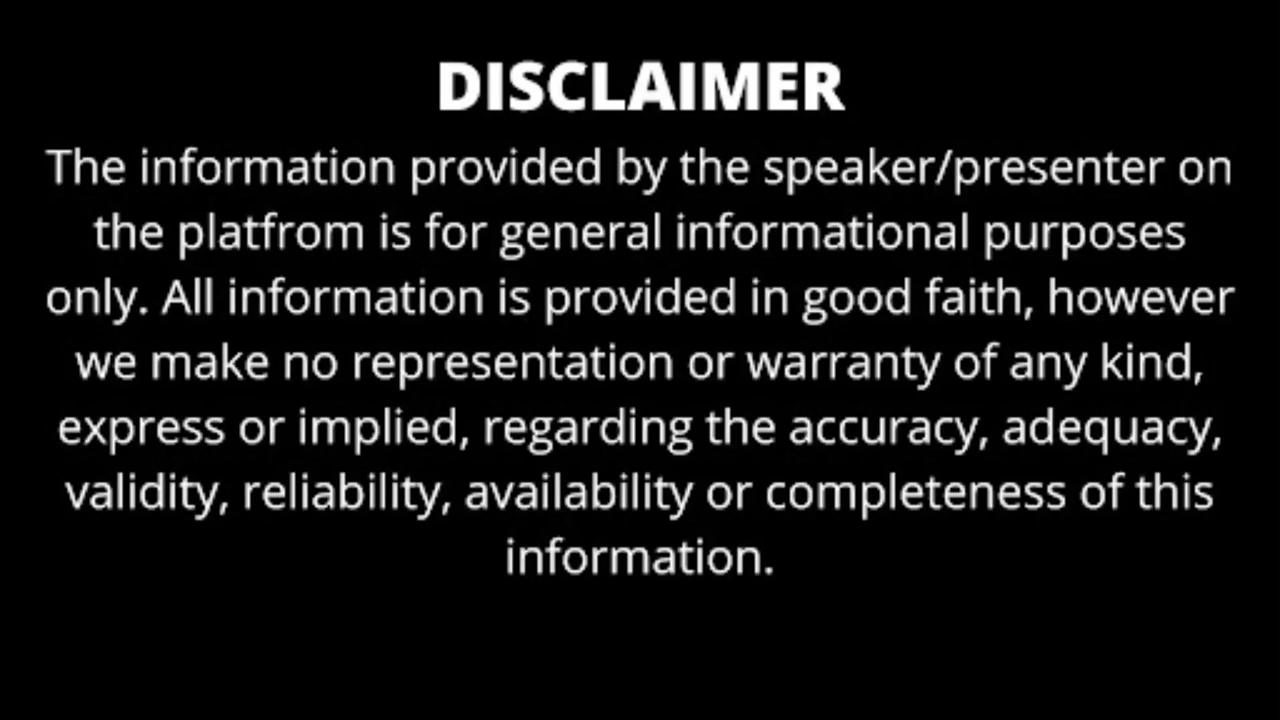 DISCLAIMER
The information provided by the speaker/presenter on
the platfrom is for general informational purposes
only. All information is provided in good faith, however
we make no representation or warranty of any kind,
express or implied, regarding the accuracy, adequacy,
validity, reliability, availability or completeness of this
information.